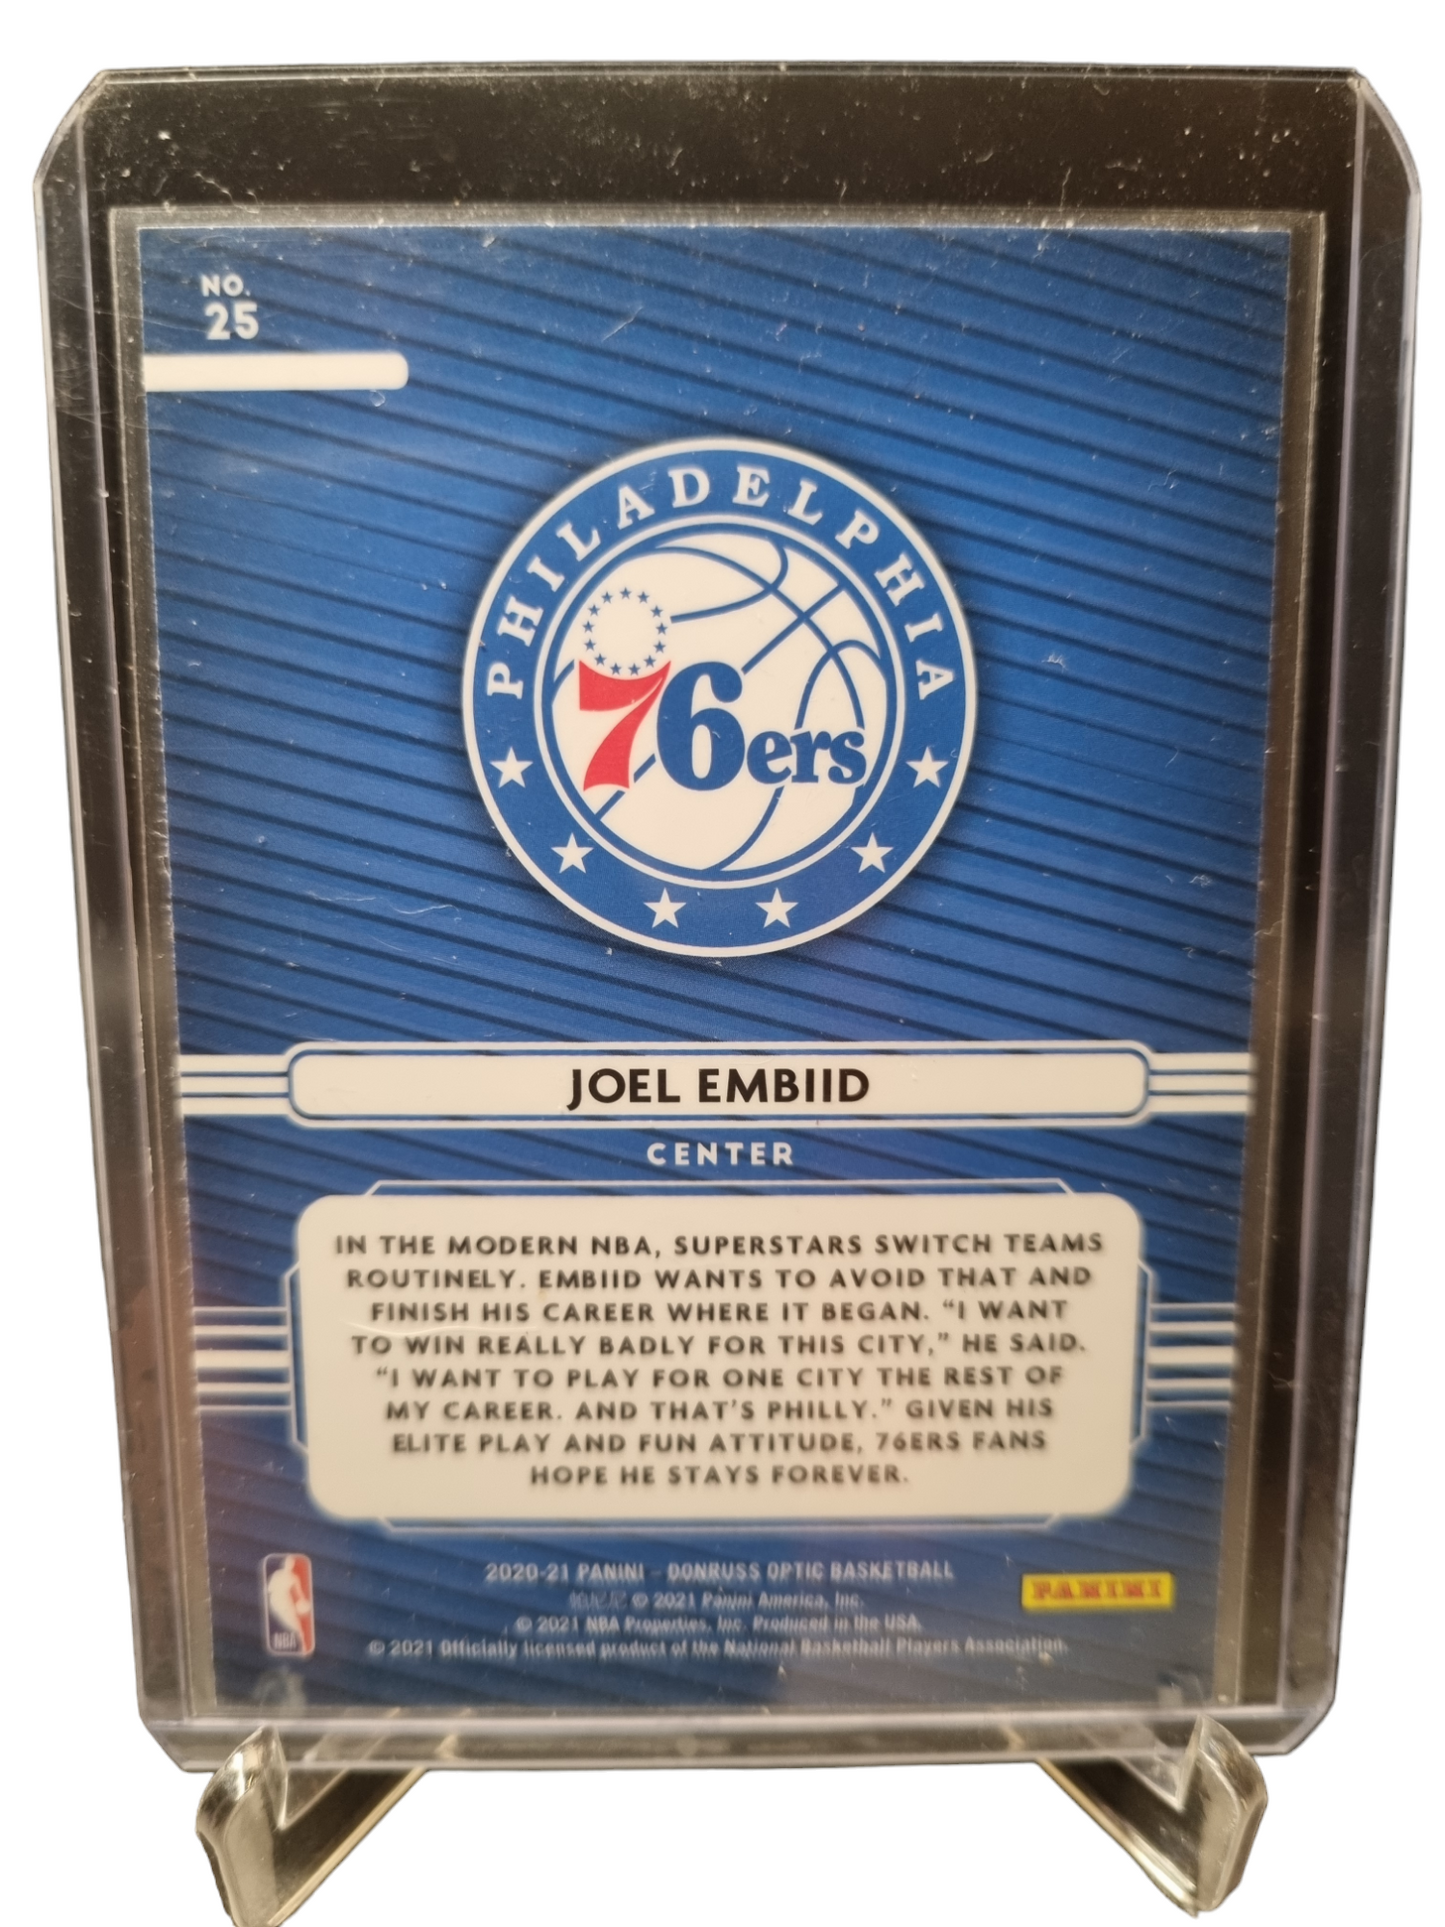 NO.
25
PHILADELPHIA
76ers
JOEL EMBIID
CENTER
IN THE MODERN NBA, SUPERSTARS SWITCH TEAMS
ROUTINELY. EMBIID WANTS TO AVOID THAT AND
FINISH HIS CAREER WHERE IT BEGAN. “I WANT
TO WIN REALLY BADLY FOR THIS CITY,” HE SAID.
“I WANT TO PLAY FOR ONE CITY THE REST OF
MY CAREER. AND THAT’S PHILLY.” GIVEN HIS
ELITE PLAY AND FUN ATTITUDE, 76ERS FANS
HOPE HE STAYS FOREVER.
2020-21 PANINI – DONRUSS OPTIC BASKETBALL
© 2021 Panini America, Inc.
© 2021 NBA Properties, Inc. Produced in the USA.
© 2021 Officially licensed product of the National Basketball Players Association.
NBA
PANINI